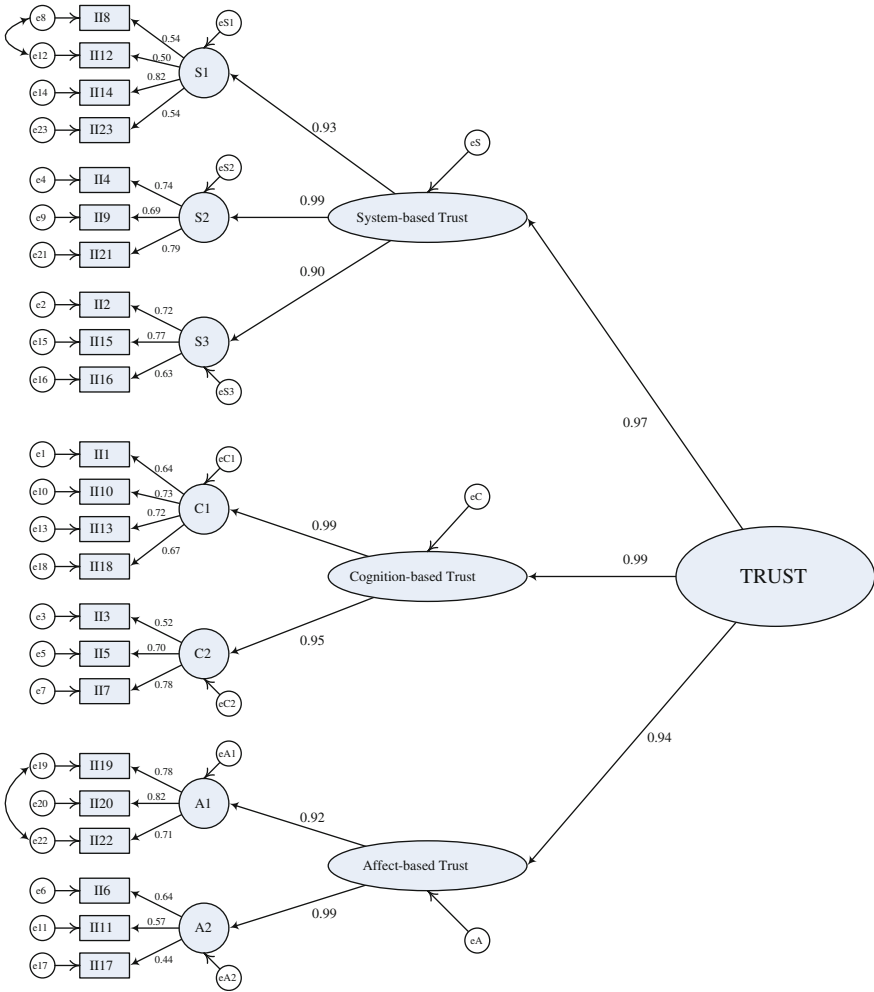 e8
II8
eS1
0.54
e12
II12
0.50
S1
e14
II14
0.82
e23
II23
0.54
0.93
eS
e4
II4
eS2
0.74
e9
II9
0.69
S2
0.99
System-based Trust
e21
II21
0.79
0.90
e2
II2
0.72
e15
II15
0.77
S3
e16
II16
0.63
eS3
0.97
e1
II1
eC1
0.64
e10
II10
0.73
C1
eC
e13
II13
0.72
0.99
e18
II18
0.67
Cognition-based Trust
0.99
TRUST
e3
II3
0.52
e5
II5
0.70
C2
0.95
e7
II7
0.78
eC2
0.94
e19
II19
eA1
0.78
e20
II20
0.82
A1
0.92
e22
II22
0.71
Affect-based Trust
e6
II6
0.64
0.99
e11
II11
0.57
A2
eA
e17
II17
0.44
eA2